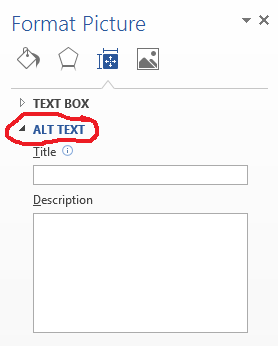 Format Picture
TEXT BOX
ALT TEXT
Title
Description